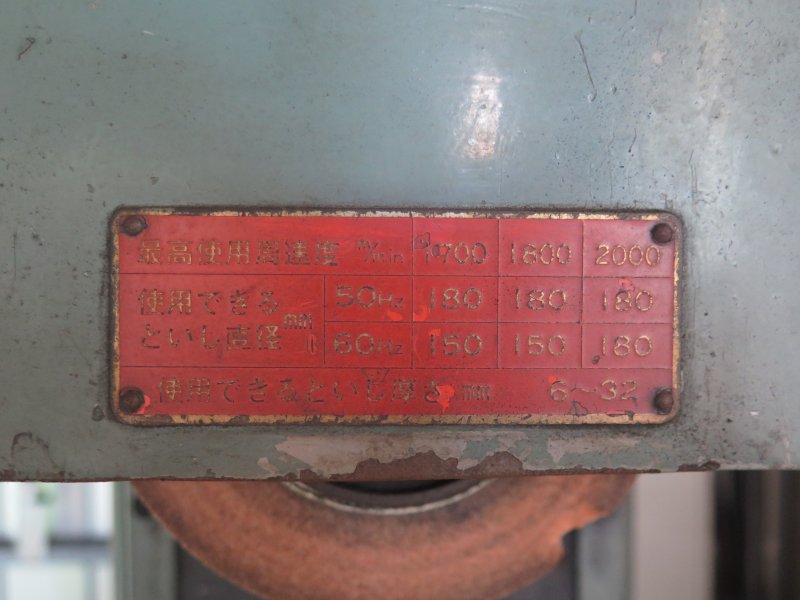 最高使用周速度 m/min 1700 1800 2000
使用できる
といし直径 mm
50Hz 180 180 180
60Hz 150 150 180
使用できるといし厚さ mm 6~32